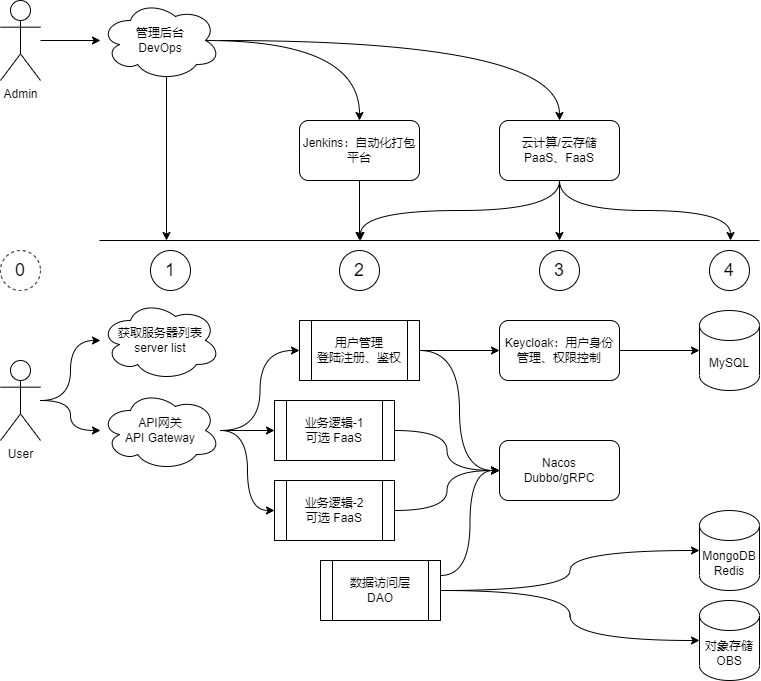 管理后台
DevOps
Admin
Jenkins：自动化打包
平台
云计算/云存储
PaaS、FaaS
0
1
2
3
4
获取服务器列表
server list
用户管理
登陆注册、鉴权
Keycloak：用户身份
管理、权限控制
MySQL
User
API网关
API Gateway
业务逻辑-1
可选 FaaS
Nacos
Dubbo/gRPC
业务逻辑-2
可选 FaaS
MongoDB
Redis
数据访问层
DAO
对象存储
OBS